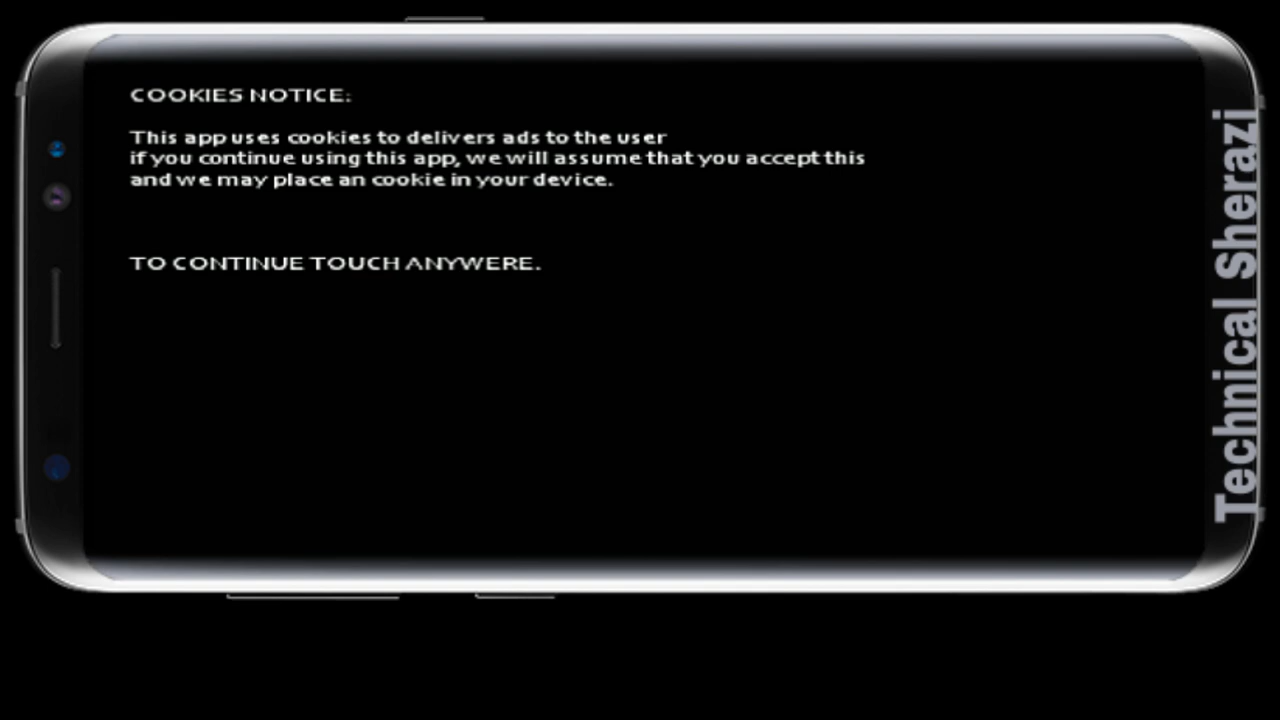 COOKIES NOTICE:
This app uses cookies to delivers ads to the user
if you continue using this app, we will assume that you accept this
and we may place an cookie in your device.
TO CONTINUE TOUCH ANYWERE.
Technical Sherazi